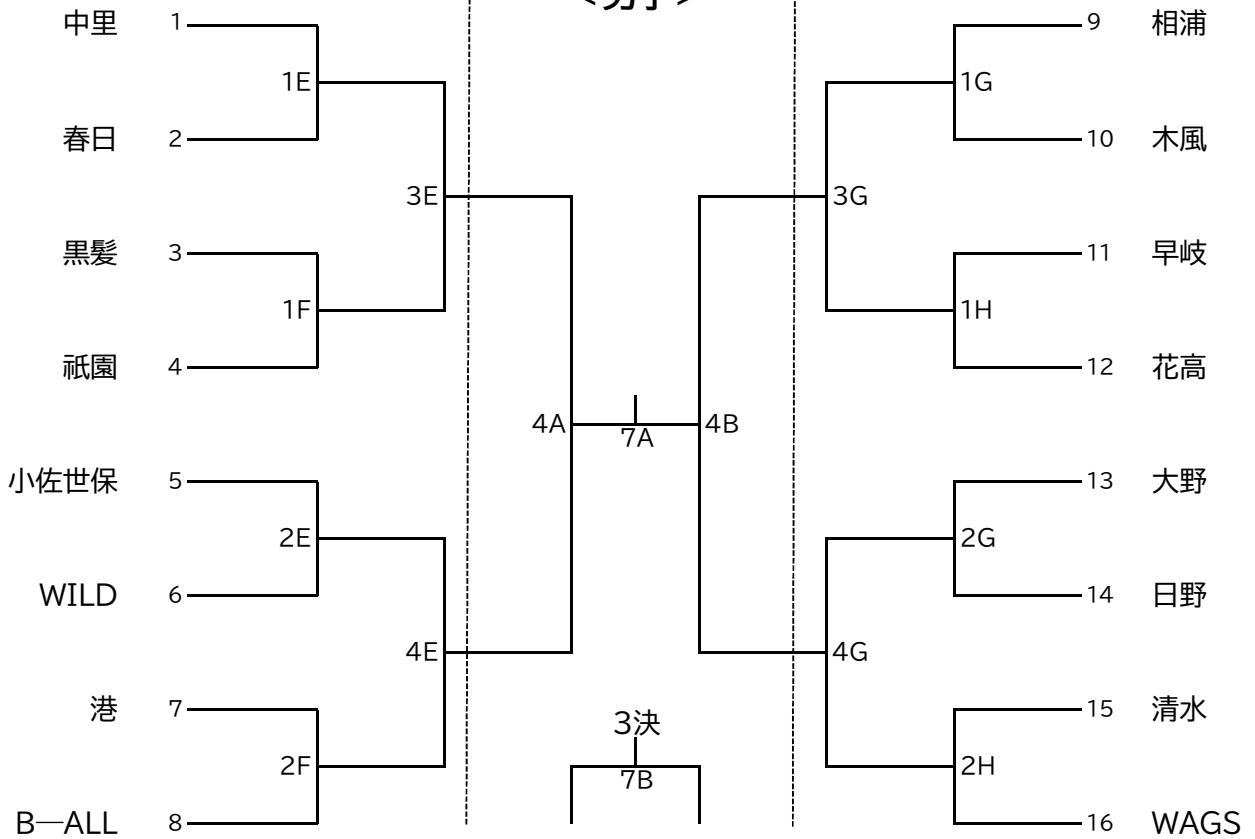 <男子>
中里 1
1E
春日 2
3E
黒髪 3
1F
祇園 4
4A
小佐世保 5
2E
WILD 6
4E
港 7
2F
B―ALL 8
7A
3決
7B
9 相浦
1G
10 木風
3G
11 早岐
1H
12 花高
4B
13 大野
2G
14 日野
4G
15 清水
2H
16 WAGS